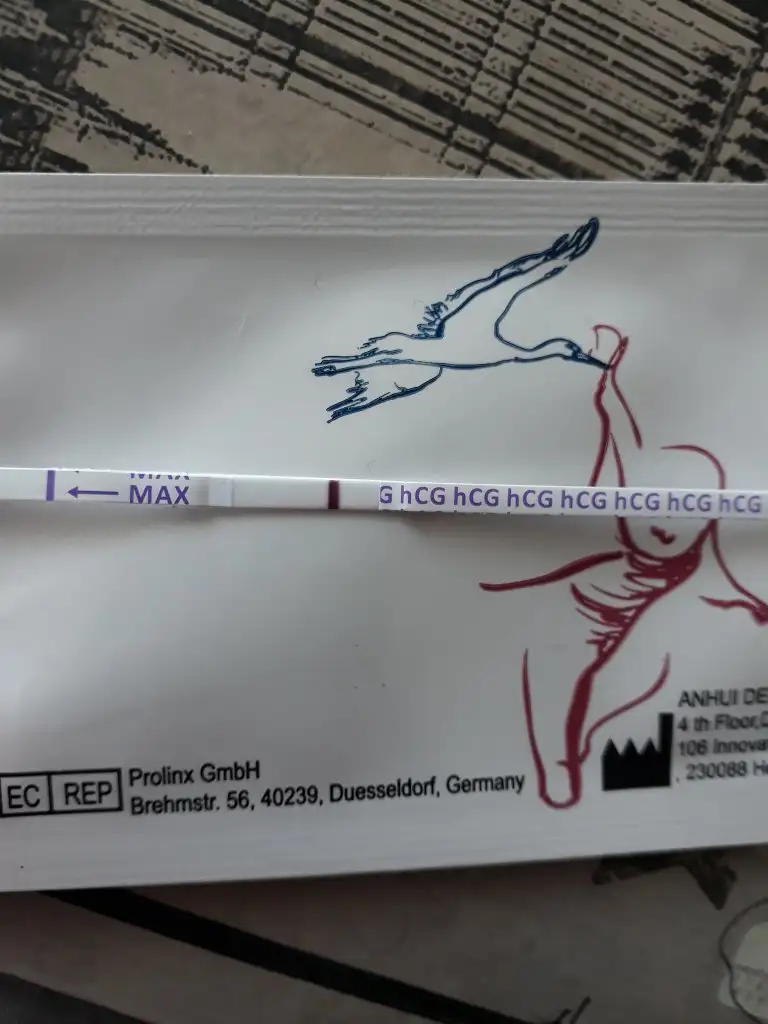 MAX
MAX
G hCG hCG hCG hCG hCG hCG hCG
EC REP
Prolinx GmbH
Brehmstr. 56, 40239, Duesseldorf, Germany
ANHUI DE
4 th Floor,
106 Innova
230088 He